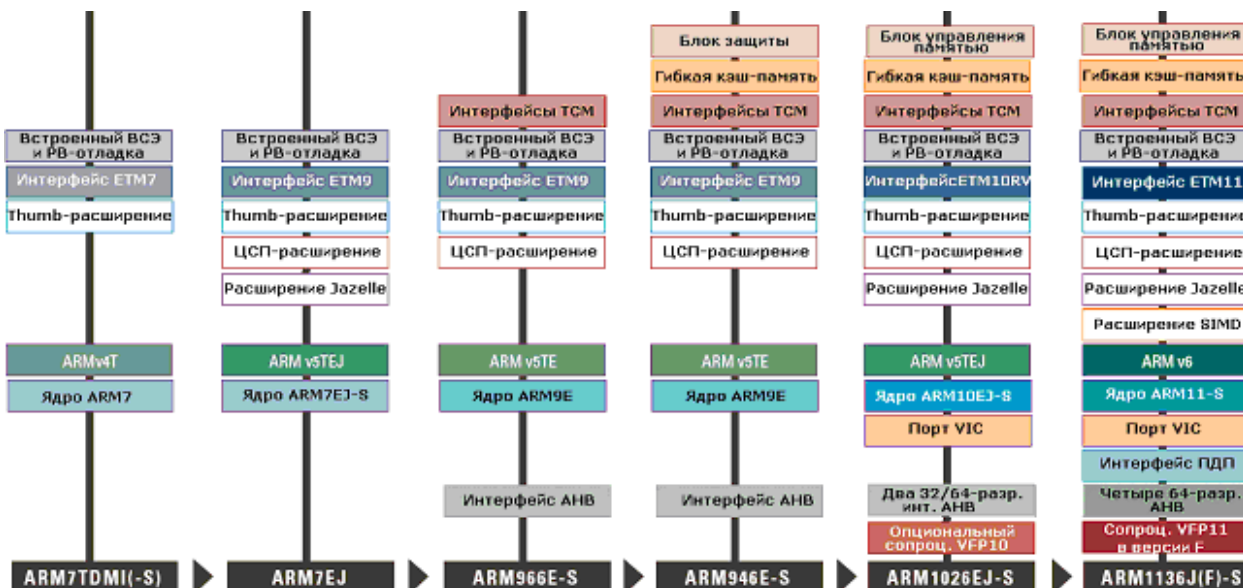 Блок защиты
Блок управления
памятью
Блок управления
памятью
Гибкая кэш-память
Гибкая кэш-память
Гибкая кэш-память
Интерфейсы TCM
Интерфейсы TCM
Интерфейсы TCM
Интерфейсы TCM
Встроенный ВСЭ
и РВ-отладка
Встроенный ВСЭ
и РВ-отладка
Встроенный ВСЭ
и РВ-отладка
Встроенный ВСЭ
и РВ-отладка
Встроенный ВСЭ
и РВ-отладка
Встроенный ВСЭ
и РВ-отладка
Интерфейс ETM7
Интерфейс ETM9
Интерфейс ETM9
Интерфейс ETM9
ИнтерфейсETM10RV
Интерфейс ETM11
Thumb-расширение
Thumb-расширение
Thumb-расширение
Thumb-расширение
Thumb-расширение
Thumb-расширение
ЦСП-расширение
ЦСП-расширение
ЦСП-расширение
ЦСП-расширение
ЦСП-расширение
Расширение Jazelle
Расширение Jazelle
Расширение Jazelle
Расширение SIMD
ARMv4T
ARM v5TEJ
ARM v5TE
ARM v5TE
ARM v5TEJ
ARM v6
Ядро ARM7
Ядро ARM7EJ-S
Ядро ARM9E
Ядро ARM9E
Ядро ARM10EJ-S
Ядро ARM11-S
Порт VIC
Порт VIC
Интерфейс ПДП
Интерфейс AHB
Интерфейс AHB
Два 32/64-разр.
инт. AHB
Четыре 64-разр.
AHB
Опциональный
сопроц. VFP10
Сопроц. VFP11
в версии F
ARM7TDMI(-S)
ARM7EJ
ARM966E-S
ARM946E-S
ARM1026EJ-S
ARM1136J(F)-S